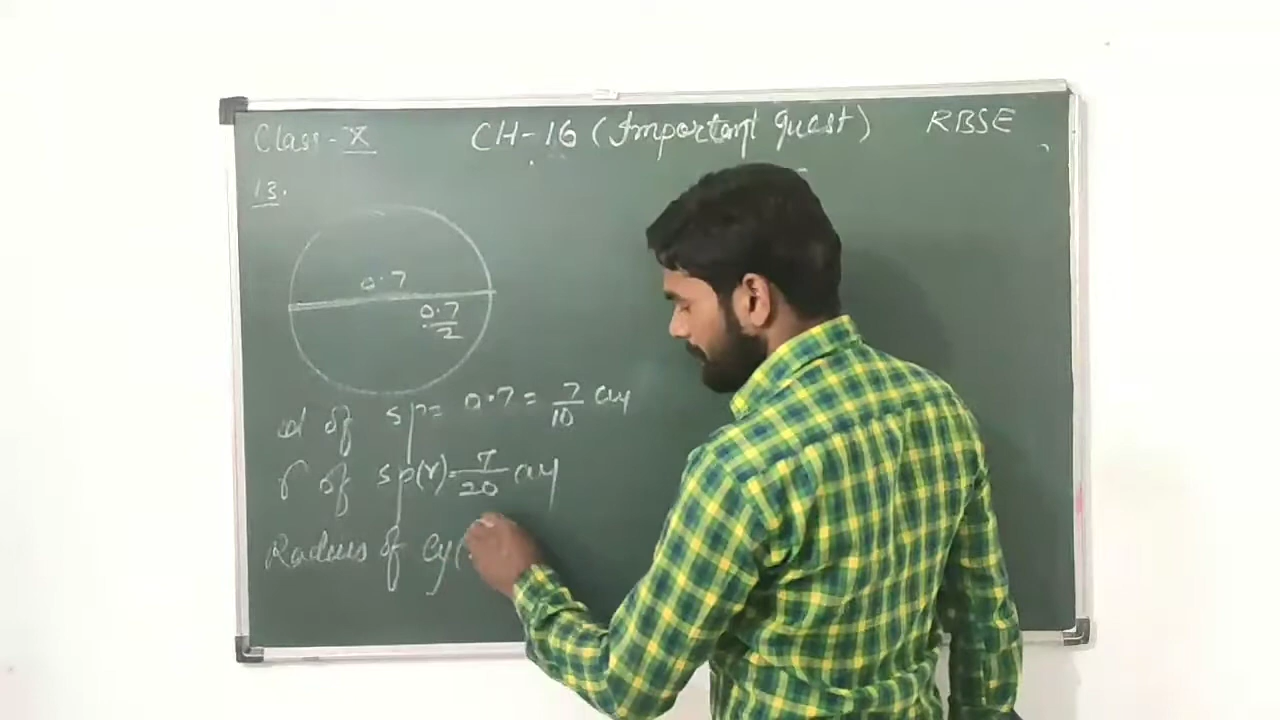 Class-X CH-16 (Important Quest) RBSE
13.
0.7
0.7/2
d of sp= 0.7 = 7/10 cm
r of sp(r)= 7/20 cm
Radius of Cy(